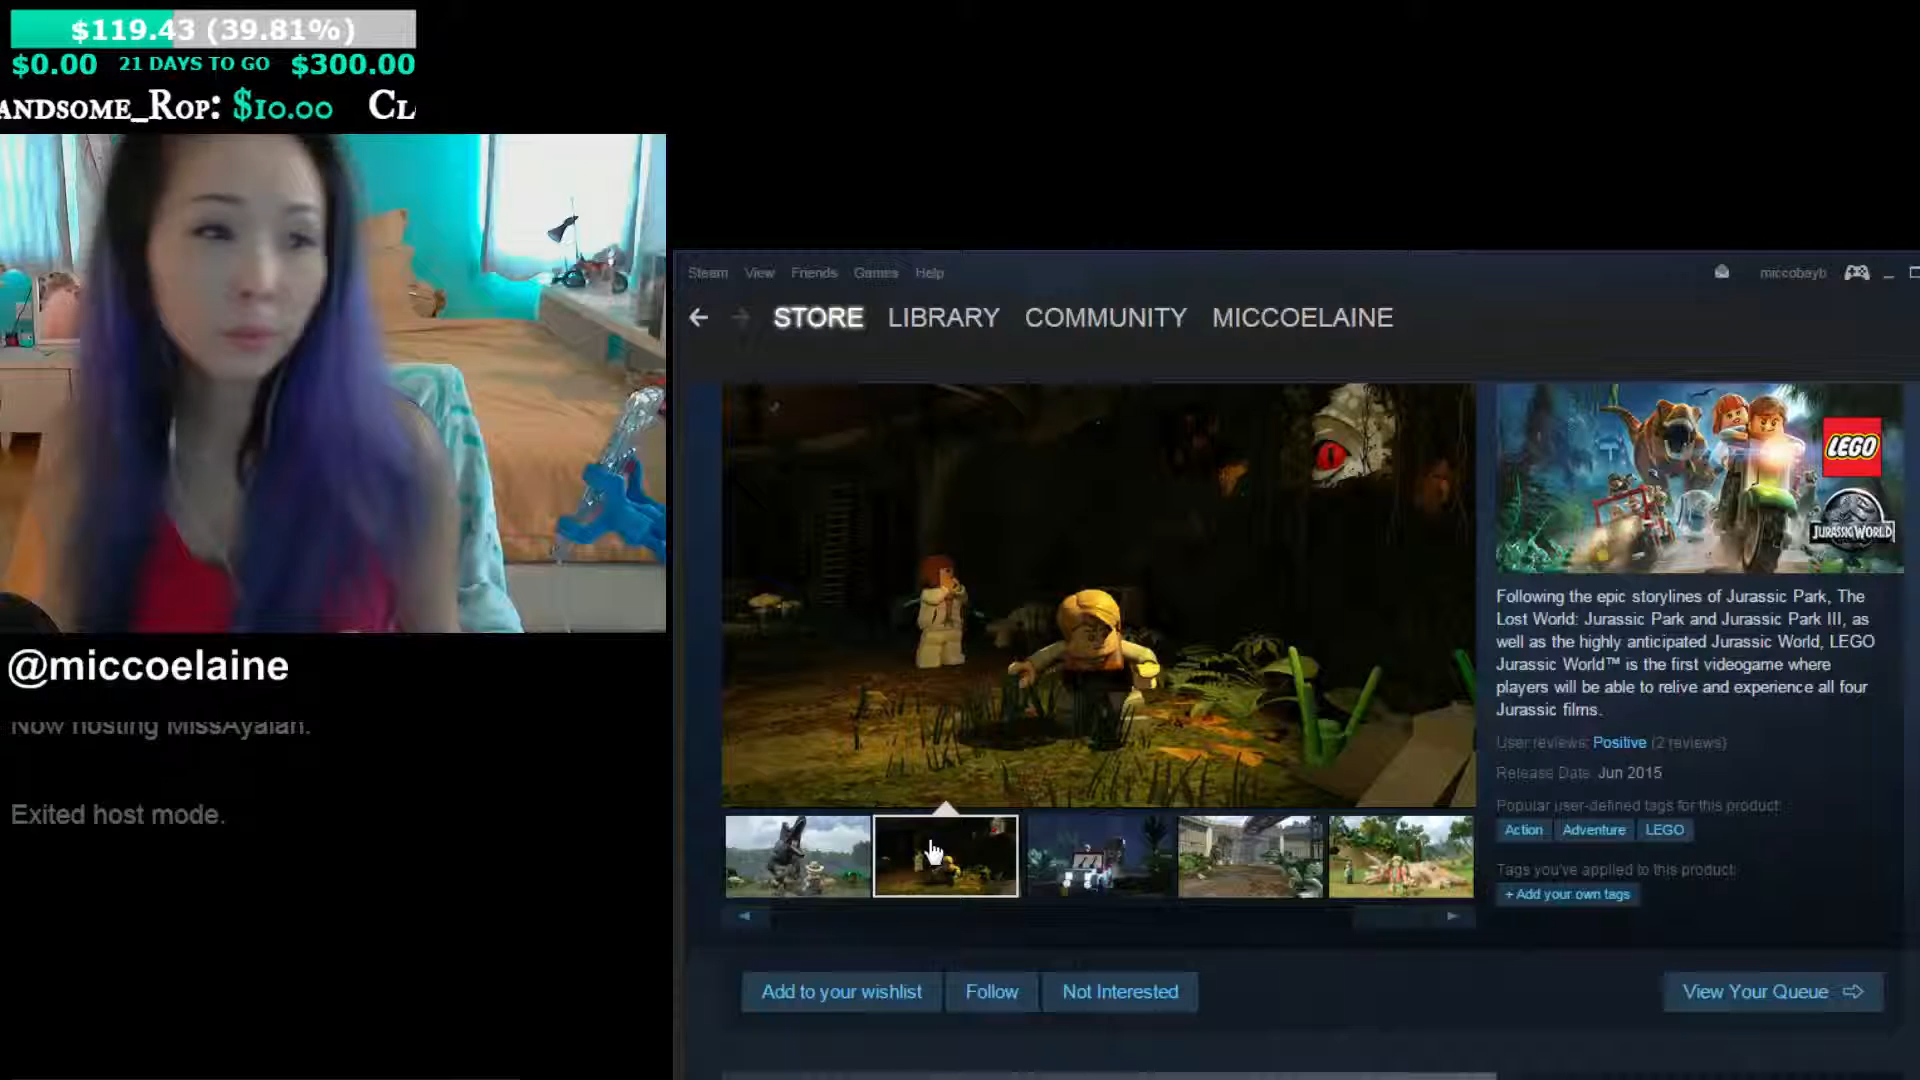 $119.43 (39.81%)
$0.00 21 DAYS TO GO $300.00
andsome_Rop: $10.00 Cl
@miccoelaine
Now hosting MissAyalah.
Exited host mode.
Steam View Friends Games Help
miccobayb
STORE LIBRARY COMMUNITY MICCOELAINE
LEGO
JURASSIC WORLD
Following the epic storylines of Jurassic Park, The
Lost World: Jurassic Park and Jurassic Park III, as
well as the highly anticipated Jurassic World, LEGO
Jurassic World™ is the first videogame where
players will be able to relive and experience all four
Jurassic films.
User reviews: Positive (2 reviews)
Release Date: Jun 2015
Popular user-defined tags for this product:
Action Adventure LEGO
Tags you've applied to this product:
+ Add your own tags
Add to your wishlist Follow Not Interested
View Your Queue